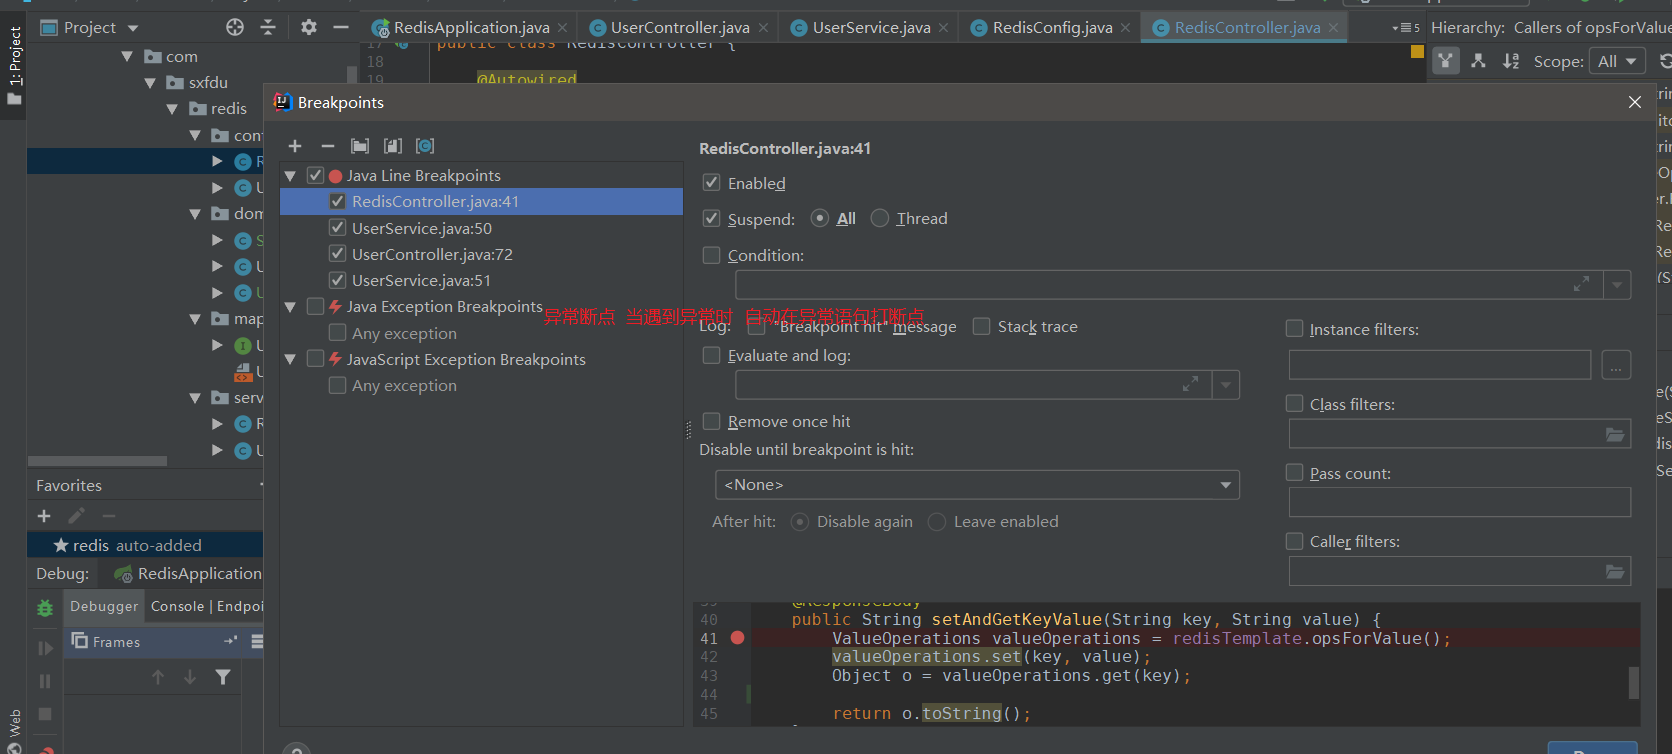 Project
RedisApplication.java
UserController.java
UserService.java
RedisConfig.java
RedisController.java
5
Hierarchy: Callers of opsForValue
1: Project
com
sxfdu
redis
17
public class RedisController {
18
19
@Autowired
Scope:
All
Breakpoints
RedisController.java:41
Java Line Breakpoints
RedisController.java:41
UserService.java:50
UserController.java:72
UserService.java:51
Java Exception Breakpoints
异常断点 当遇到异常时 自动在异常语句打断点
Any exception
JavaScript Exception Breakpoints
Any exception
Enabled
Suspend:
All
Thread
Condition:
Log:
"Breakpoint hit" message
Stack trace
Evaluate and log:
Remove once hit
Disable until breakpoint is hit:
<None>
After hit:
Disable again
Leave enabled
Instance filters:
...
Class filters:
Pass count:
Caller filters:
@ResponseBody
40 public String setAndGetKeyValue(String key, String value) {
41 ValueOperations valueOperations = redisTemplate.opsForValue();
42 valueOperations.set(key, value);
43 Object o = valueOperations.get(key);
44
45 return o.toString();
Favorites
redis auto-added
Debug:
RedisApplication
Debugger
Console | Endpoi
Frames
Web
?